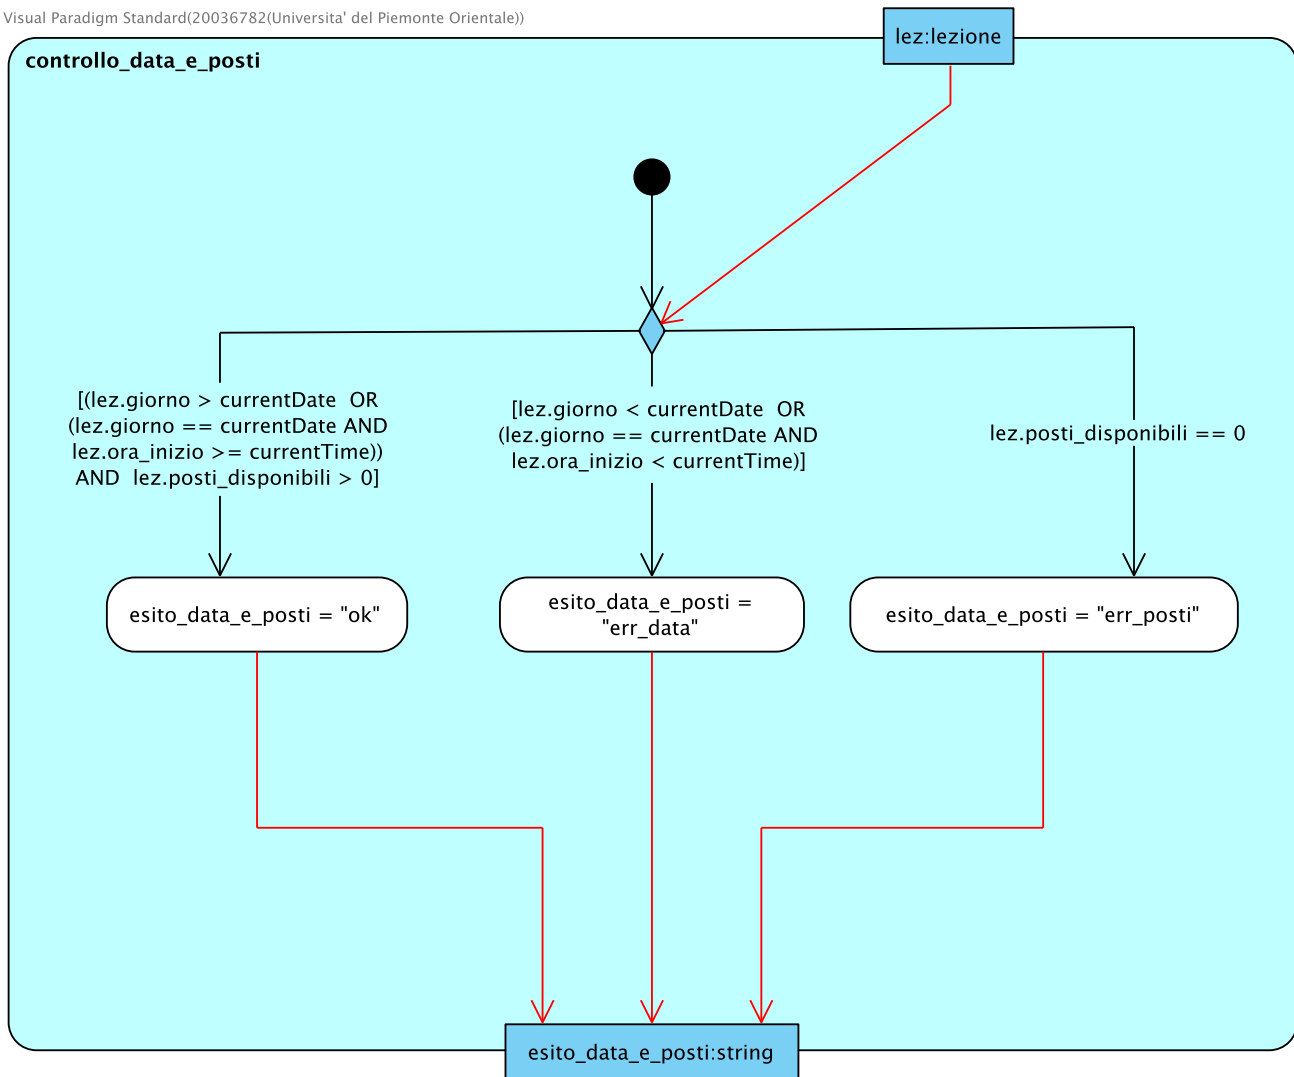 Visual Paradigm Standard(20036782(Universita' del Piemonte Orientale))
lez:lezione
controllo_data_e_posti
[(lez.giorno > currentDate  OR
(lez.giorno == currentDate AND
lez.ora_inizio >= currentTime))
AND  lez.posti_disponibili > 0]
[lez.giorno < currentDate  OR
(lez.giorno == currentDate AND
lez.ora_inizio < currentTime)]
lez.posti_disponibili == 0
esito_data_e_posti = "ok"
esito_data_e_posti =
"err_data"
esito_data_e_posti = "err_posti"
esito_data_e_posti:string